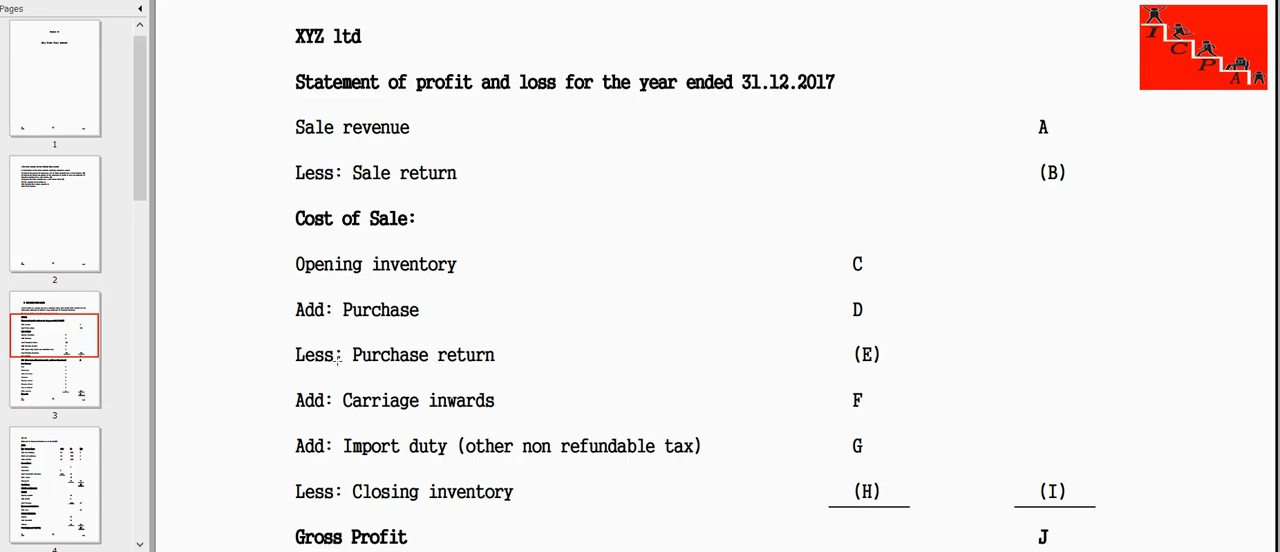 Pages
XYZ ltd
Statement of profit and loss for the year ended 31.12.2017
Sale revenue A
Less: Sale return (B)
Cost of Sale:
Opening inventory C
Add: Purchase D
Less: Purchase return (E)
Add: Carriage inwards F
Add: Import duty (other non refundable tax) G
Less: Closing inventory (H) (I)
Gross Profit J
I C P A
1
2
3
4